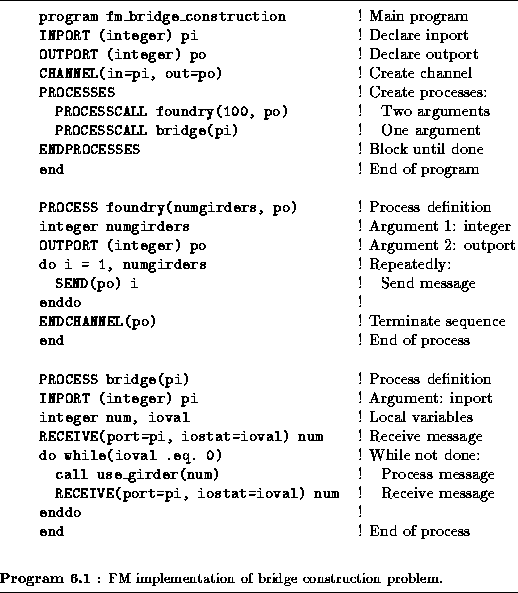 program fm_bridge_construction ! Main program
INPORT (integer) pi ! Declare inport
OUTPORT (integer) po ! Declare outport
CHANNEL(in=pi, out=po) ! Create channel
PROCESSES ! Create processes:
PROCESSCALL foundry(100, po) ! Two arguments
PROCESSCALL bridge(pi) ! One argument
ENDPROCESSES ! Block until done
end ! End of program
PROCESS foundry(numgirders, po) ! Process definition
integer numgirders ! Argument 1: integer
OUTPORT (integer) po ! Argument 2: outport
do i = 1, numgirders ! Repeatedly:
SEND(po) i ! Send message
enddo !
ENDCHANNEL(po) ! Terminate sequence
end ! End of process
PROCESS bridge(pi) ! Process definition
INPORT (integer) pi ! Argument: inport
integer num, ioval ! Local variables
RECEIVE(port=pi, iostat=ioval) num ! Receive message
do while(ioval .eq. 0) ! While not done:
call use_girder(num) ! Process message
RECEIVE(port=pi, iostat=ioval) num ! Receive message
enddo !
end ! End of process
Program 6.1 : FM implementation of bridge construction problem.